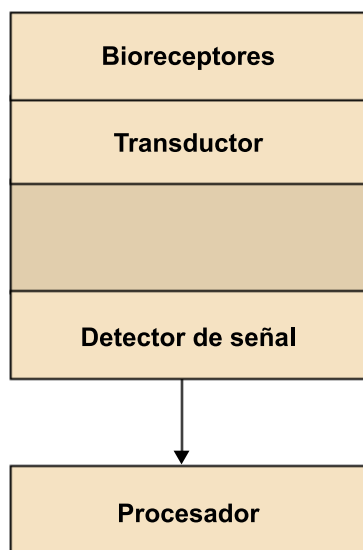 Bioreceptores
Transductor
Detector de señal
Procesador